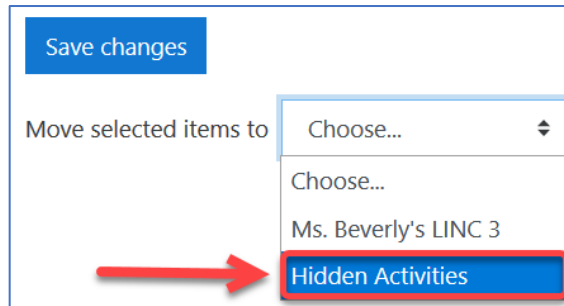 Save changes
Move selected items to Choose...
Choose...
Ms. Beverly's LINC 3
Hidden Activities